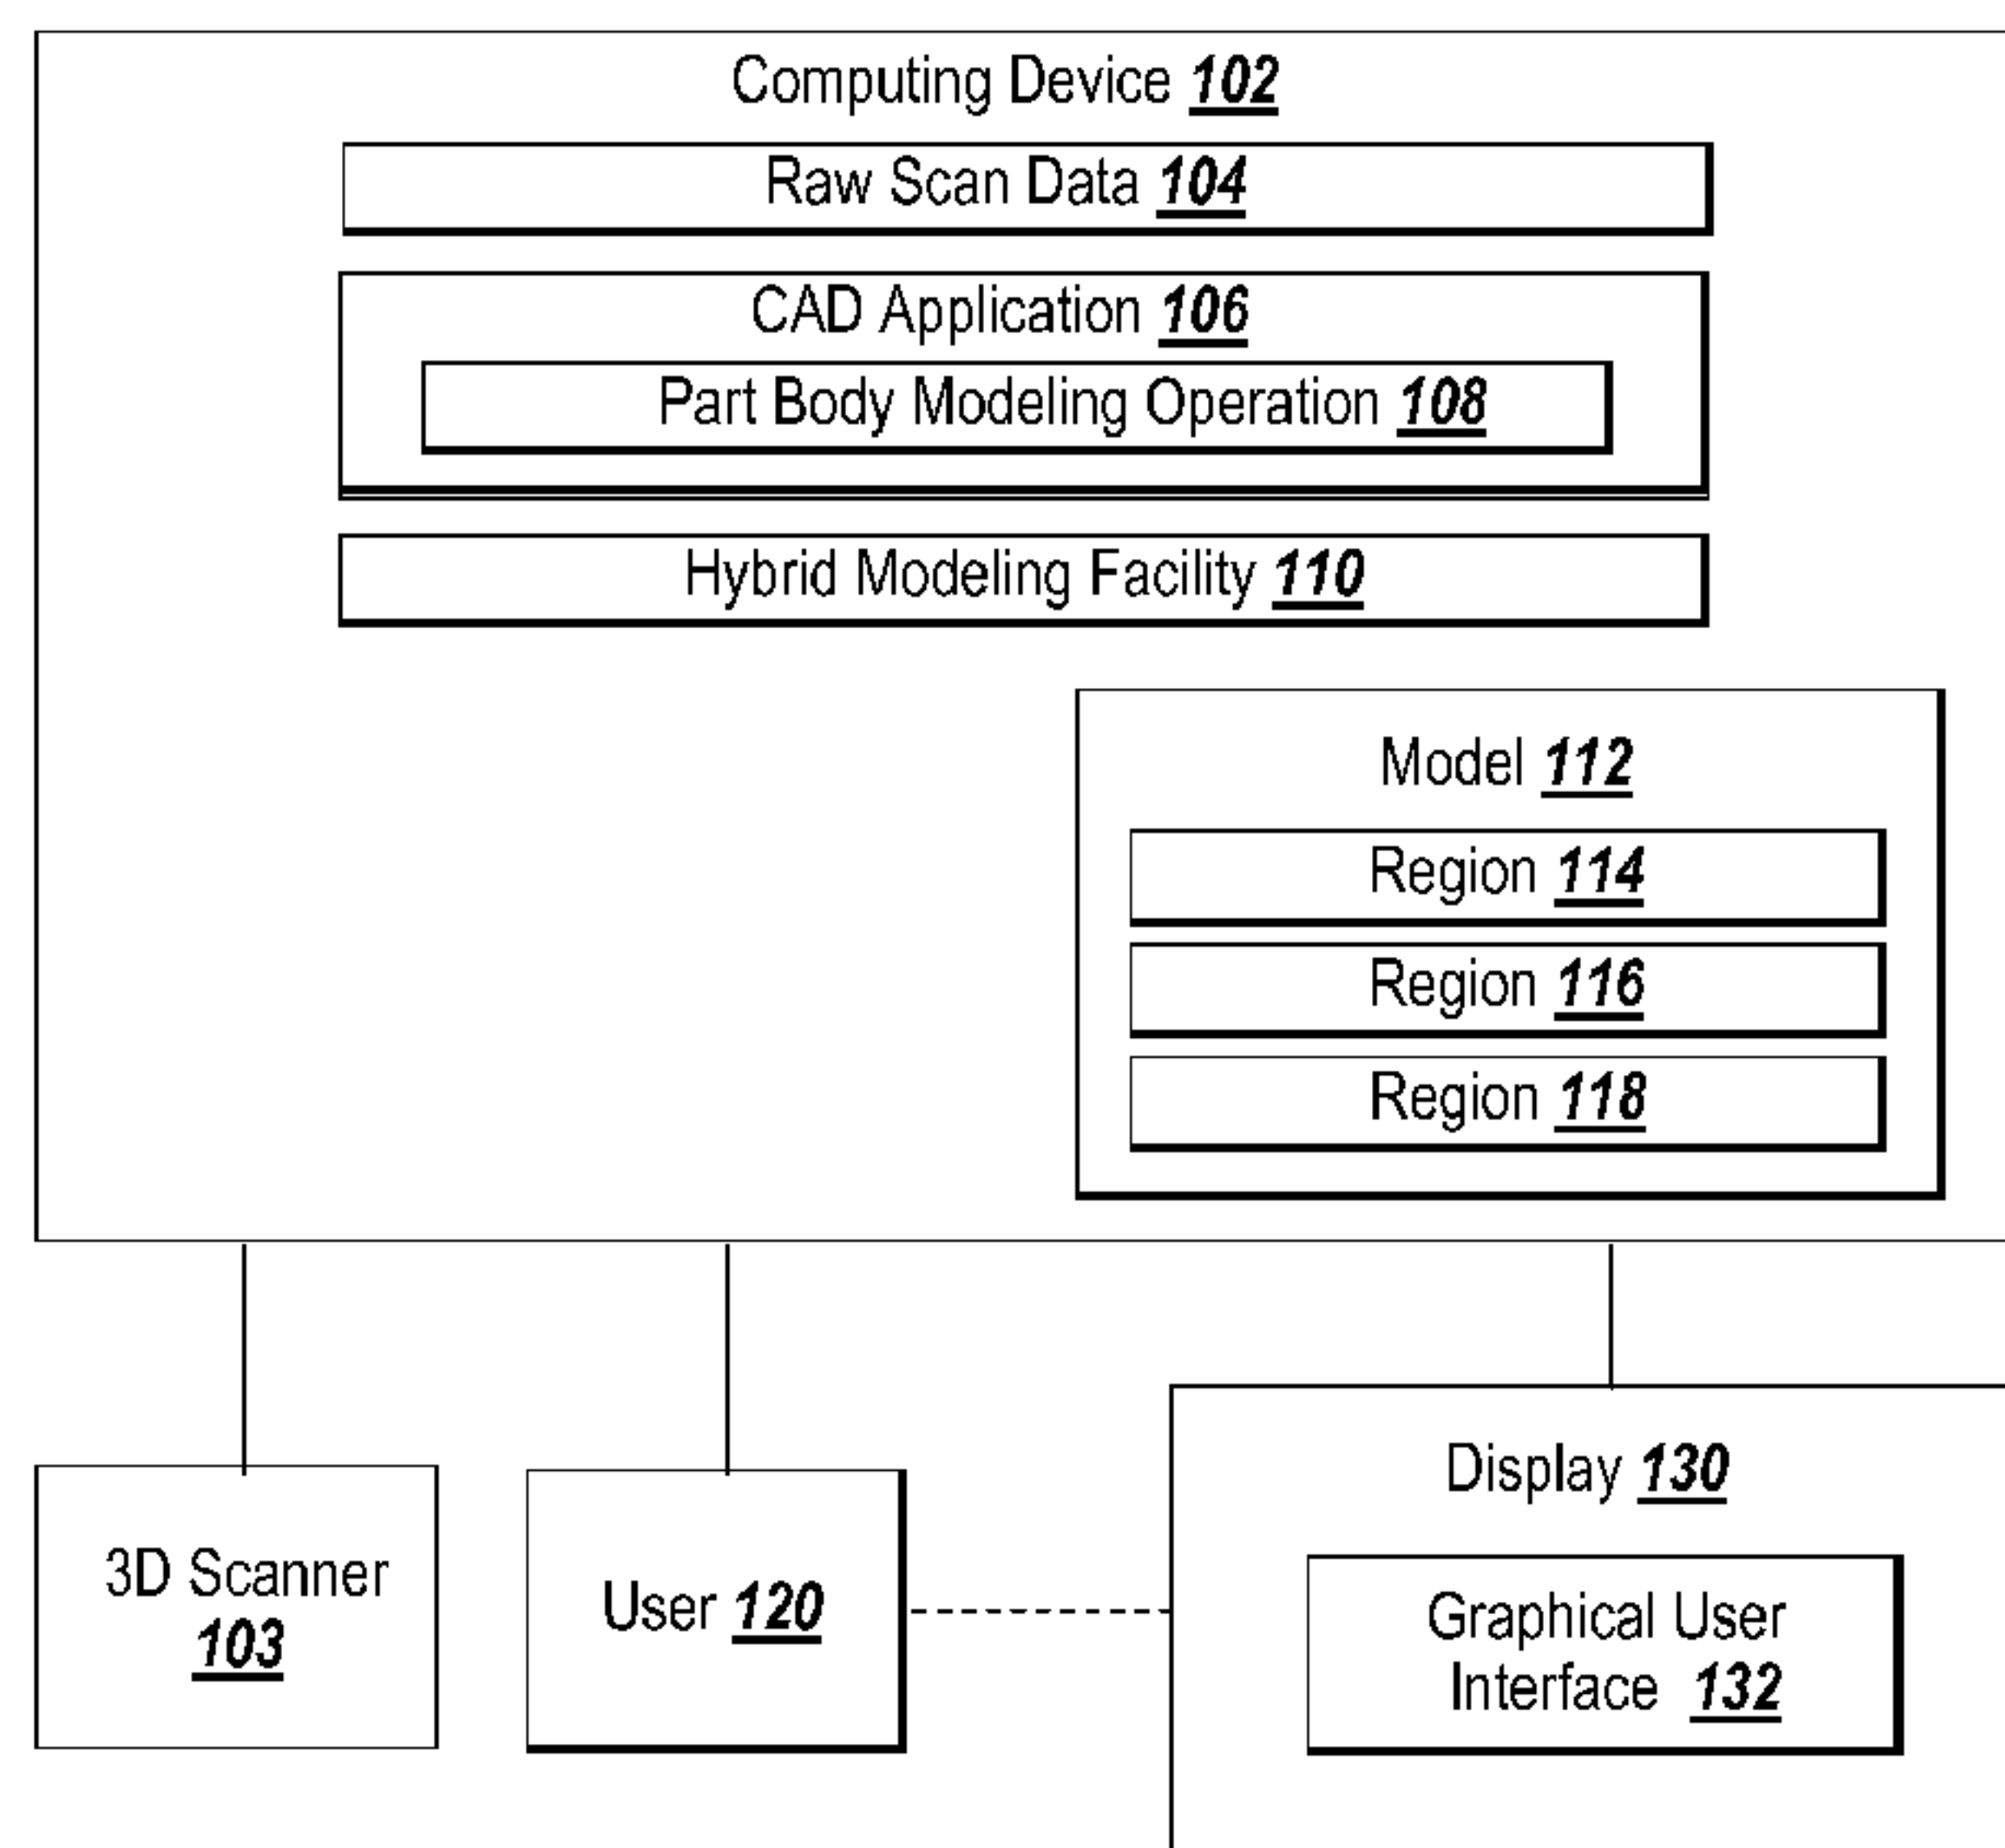 Computing Device 102
Raw Scan Data 104
CAD Application 106
Part Body Modeling Operation 108
Hybrid Modeling Facility 110
Model 112
Region 114
Region 116
Region 118
3D Scanner
103
User 120
Display 130
Graphical User
Interface 132